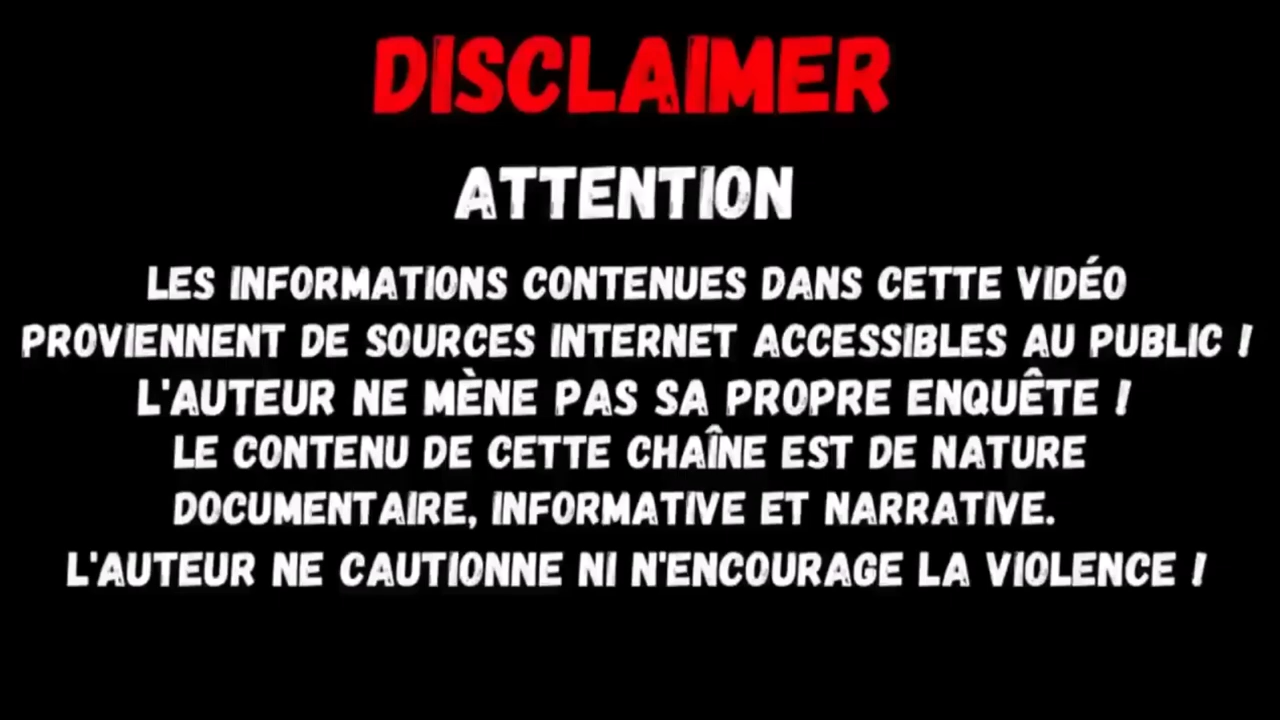 DISCLAIMER
ATTENTION
LES INFORMATIONS CONTENUES DANS CETTE VIDÉO
PROVIENNENT DE SOURCES INTERNET ACCESSIBLES AU PUBLIC !
L'AUTEUR NE MÈNE PAS SA PROPRE ENQUÊTE !
LE CONTENU DE CETTE CHAÎNE EST DE NATURE
DOCUMENTAIRE, INFORMATIVE ET NARRATIVE.
L'AUTEUR NE CAUTIONNE NI N'ENCOURAGE LA VIOLENCE !